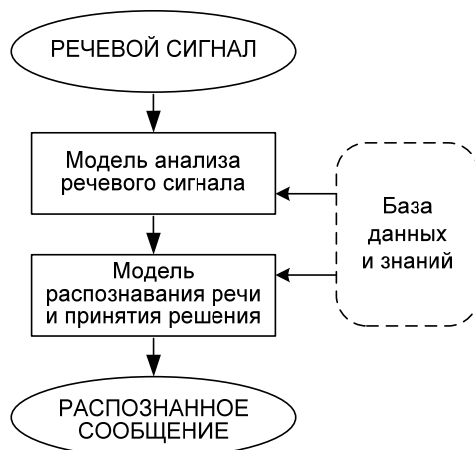 РЕЧЕВОЙ СИГНАЛ
Модель анализа
речевого сигнала
База
данных
и знаний
Модель
распознавания речи
и принятия решения
РАСПОЗНАННОЕ
СООБЩЕНИЕ